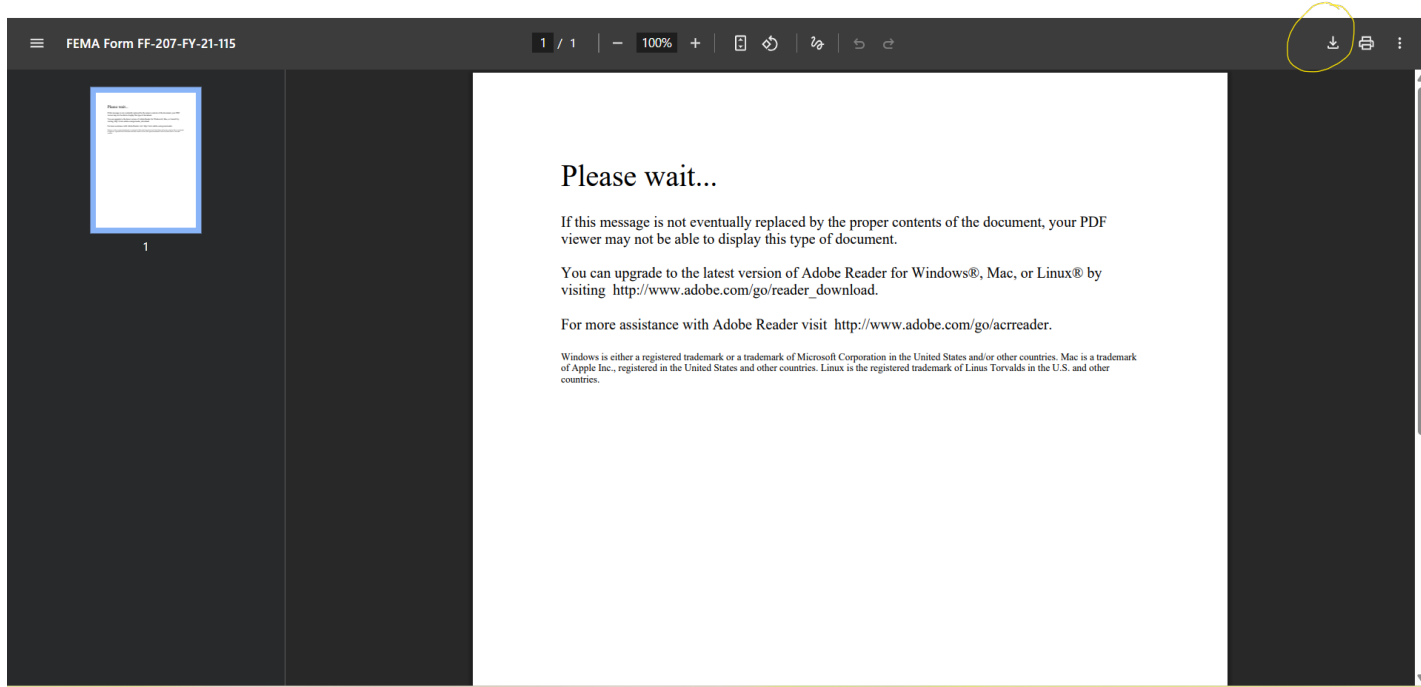 FEMA Form FF-207-FY-21-115
1 / 1
100%
1
Please wait...
If this message is not eventually replaced by the proper contents of the document, your PDF
viewer may not be able to display this type of document.
You can upgrade to the latest version of Adobe Reader for Windows®, Mac, or Linux® by
visiting http://www.adobe.com/go/reader_download.
For more assistance with Adobe Reader visit http://www.adobe.com/go/acrreader.
Windows is either a registered trademark or a trademark of Microsoft Corporation in the United States and/or other countries. Mac is a trademark
of Apple Inc., registered in the United States and other countries. Linux is the registered trademark of Linus Torvalds in the U.S. and other
countries.